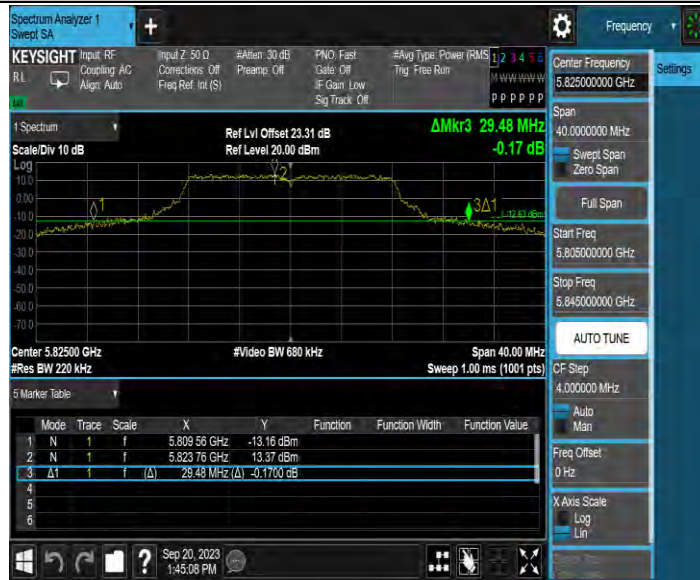 Spectrum Analyzer 1
Swept SA
Frequency
KEYSIGHT Input: RF
Coupling: AC
Align: Auto
Input Z: 50 Ω
Corrections: Off
Freq Ref: Int (S)
#Atten: 30 dB
Preamp: Off
PNO: Fast
Gate: Off
IF Gain: Low
Sig Track: Off
#Avg Type: Power (RMS
Trig: Free Run
1 2 3 4 5 6
M W W W W W
P P P P P P
RL
Center Frequency
5.825000000 GHz
Settings
Span
40.0000000 MHz
Swept Span
Zero Span
Full Span
Start Freq
5.805000000 GHz
Stop Freq
5.845000000 GHz
AUTO TUNE
CF Step
4.000000 MHz
Auto
Man
Freq Offset
0 Hz
X Axis Scale
Log
Lin
1 Spectrum
Scale/Div 10 dB
Ref Lvl Offset 23.31 dB
Ref Level 20.00 dBm
ΔMkr3 29.48 MHz
-0.17 dB
Log
10.0
0.00
-10.0
-20.0
-30.0
-40.0
-50.0
-60.0
-70.0
1
2
3Δ1
-12.63 dBm
Center 5.82500 GHz
#Video BW 680 kHz
Span 40.00 MHz
#Res BW 220 kHz
Sweep 1.00 ms (1001 pts)
5 Marker Table
Mode Trace Scale X Y Function Function Width Function Value
1 N 1 f 5.809 56 GHz -13.16 dBm
2 N 1 f 5.823 76 GHz 13.37 dBm
3 Δ1 1 f (Δ) 29.48 MHz (Δ) -0.1700 dB
4
5
6
?
Sep 20, 2023
1:45:08 PM